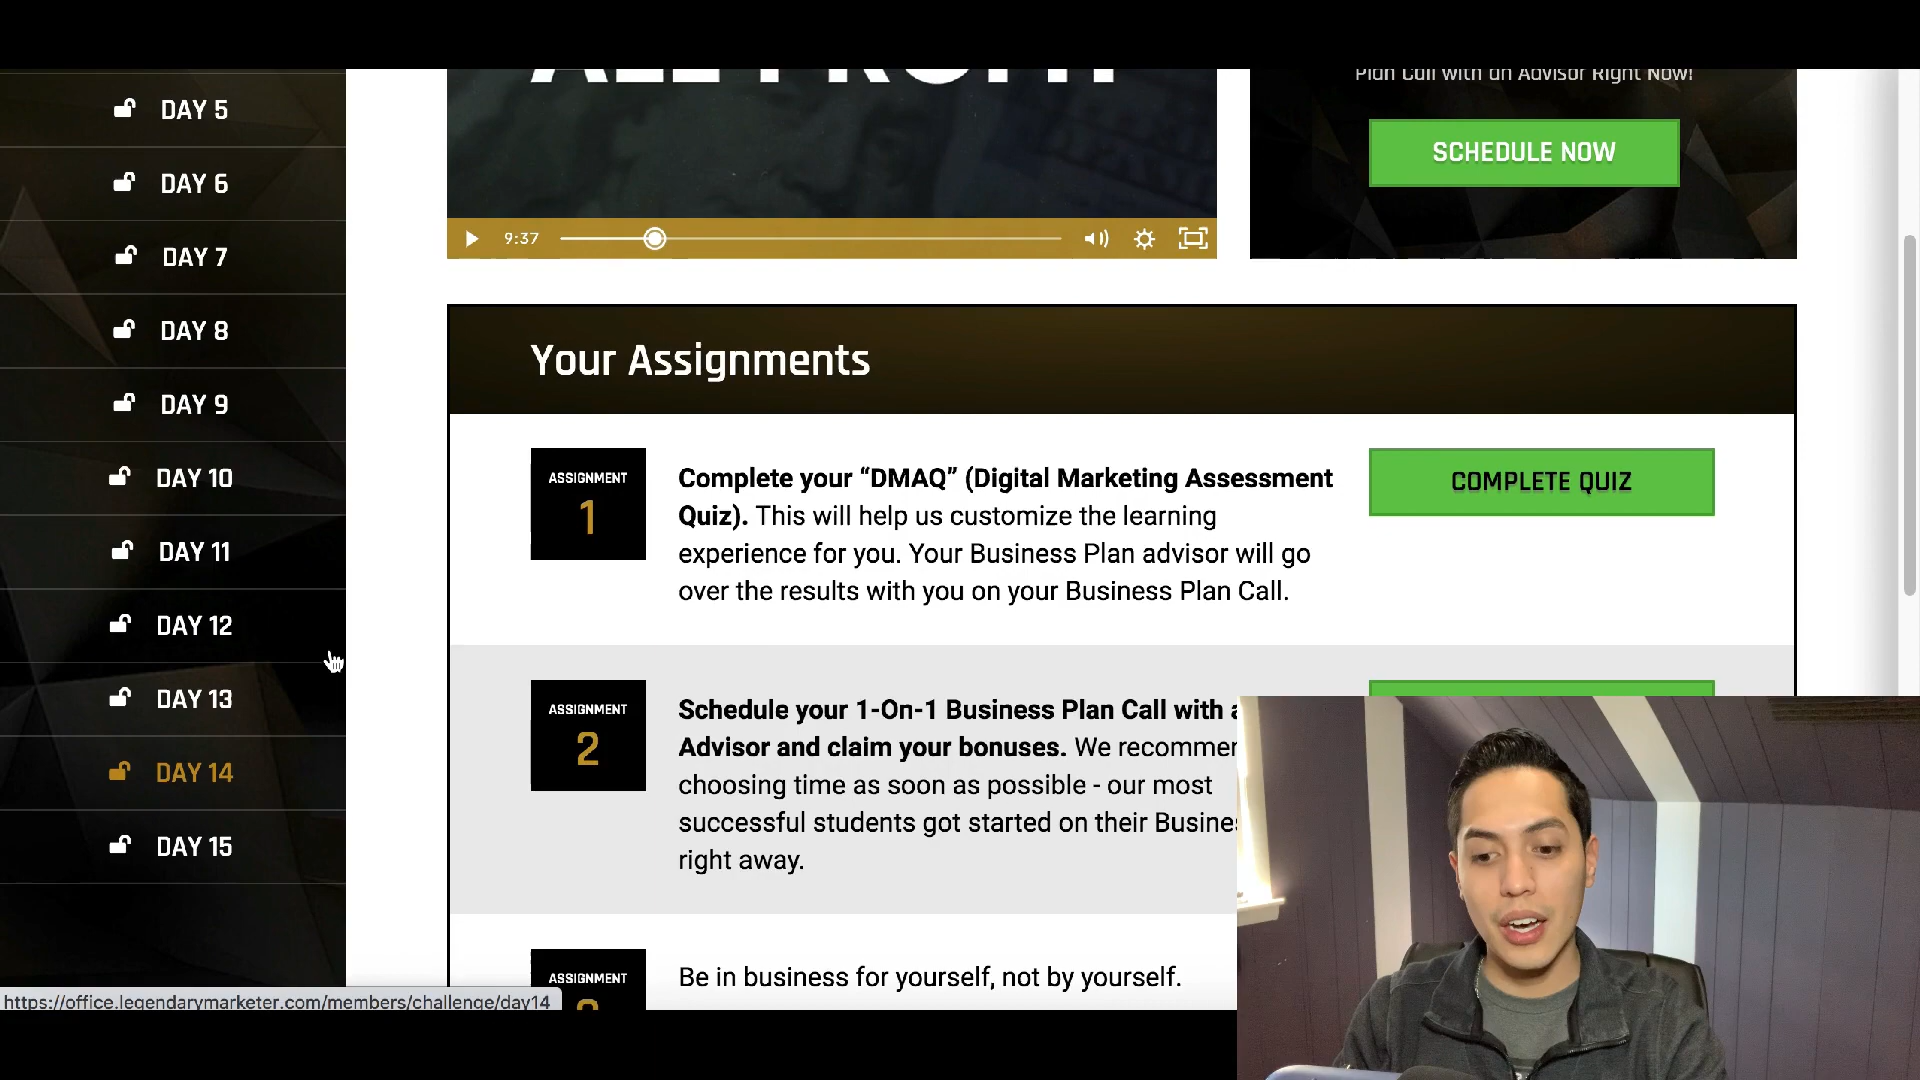 DAY 5
DAY 6
DAY 7
DAY 8
DAY 9
DAY 10
DAY 11
DAY 12
DAY 13
DAY 14
DAY 15
ALL PROFIT
9:37
Plan Call with an Advisor Right Now!
SCHEDULE NOW
Your Assignments
ASSIGNMENT
1
Complete your “DMAQ” (Digital Marketing Assessment
Quiz). This will help us customize the learning
experience for you. Your Business Plan advisor will go
over the results with you on your Business Plan Call.
COMPLETE QUIZ
ASSIGNMENT
2
Schedule your 1-On-1 Business Plan Call with
Advisor and claim your bonuses. We
choosing time as soon as possible - our most
successful students got started on their
right away.
ASSIGNMENT
Be in business for yourself, not by yourself.
https://office.legendarymarketer.com/members/challenge/day14